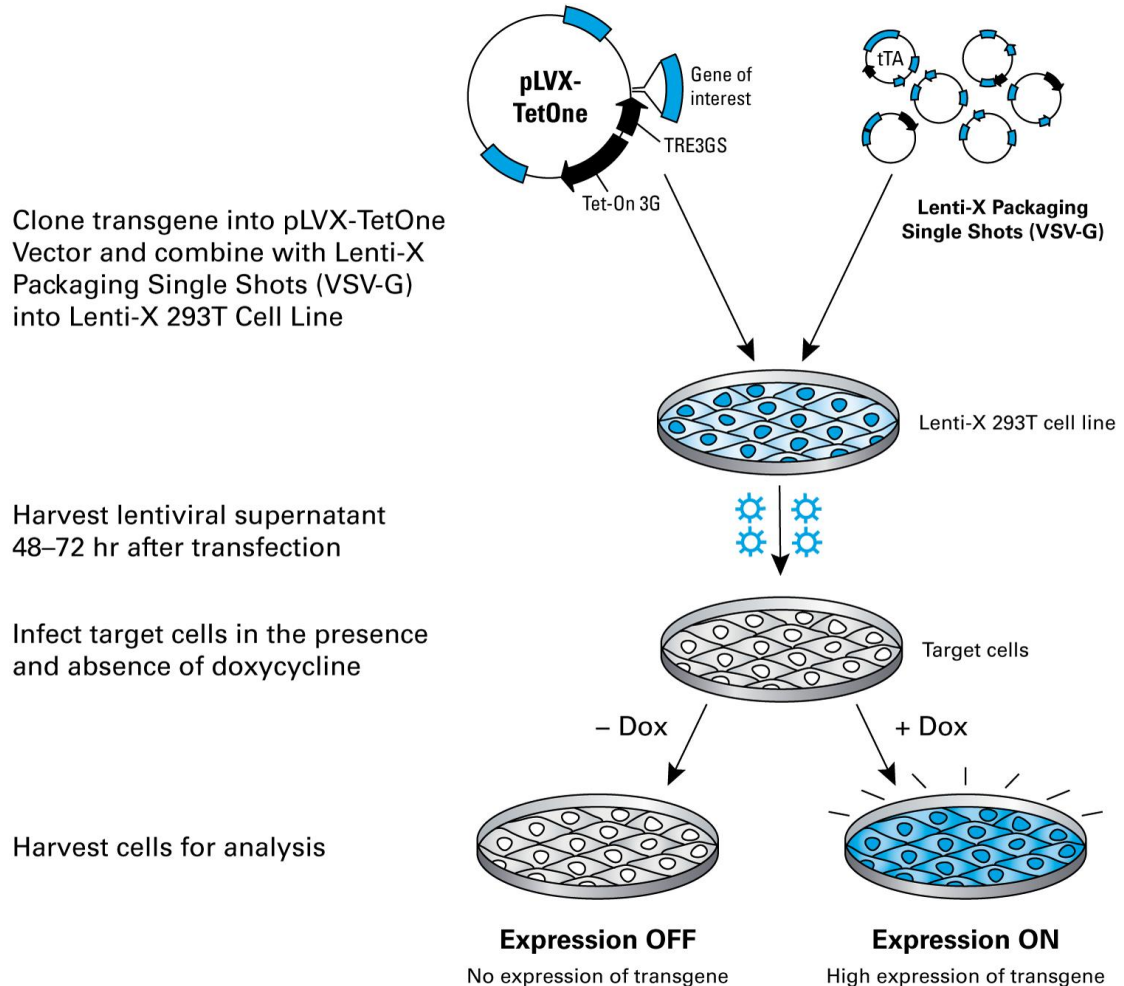 pLVX-
TetOne
Gene of
interest
TRE3GS
Tet-On 3G
tTA
Lenti-X Packaging
Single Shots (VSV-G)
Clone transgene into pLVX-TetOne
Vector and combine with Lenti-X
Packaging Single Shots (VSV-G)
into Lenti-X 293T Cell Line
Lenti-X 293T cell line
Harvest lentiviral supernatant
48–72 hr after transfection
Infect target cells in the presence
and absence of doxycycline
Target cells
– Dox
+ Dox
Harvest cells for analysis
Expression OFF
No expression of transgene
Expression ON
High expression of transgene